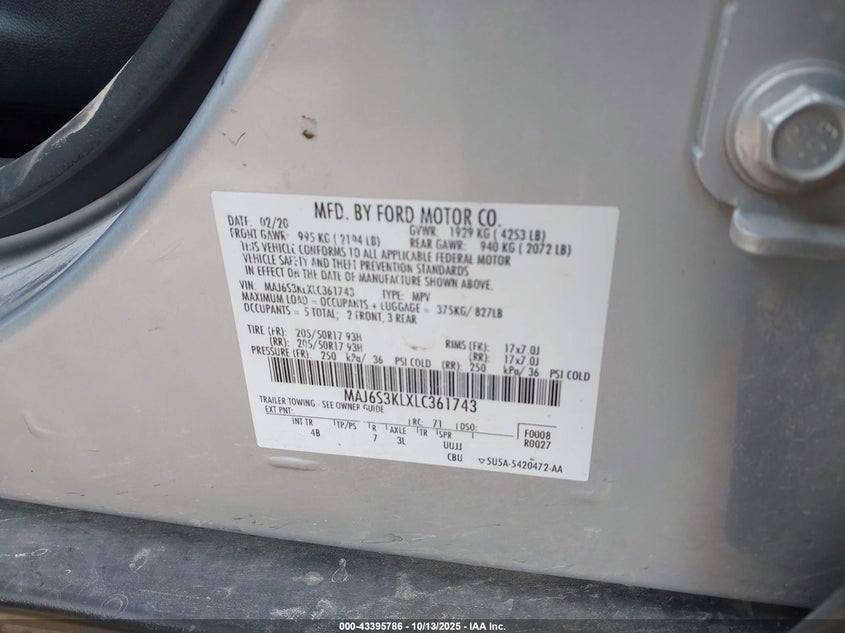 MFD. BY FORD MOTOR CO.
DATE: 02/20 GVWR: 1929 KG ( 4253 LB)
FRONT GAWR: 995 KG ( 2194 LB) REAR GAWR: 940 KG ( 2072 LB)
THIS VEHICLE CONFORMS TO ALL APPLICABLE FEDERAL MOTOR
VEHICLE SAFETY AND THEFT PREVENTION STANDARDS
IN EFFECT ON THE DATE OF MANUFACTURE SHOWN ABOVE.
VIN: MAJ6S3KLXLC361743 TYPE: MPV
MAXIMUM LOAD = OCCUPANTS + LUGGAGE = 375KG/ 827LB
OCCUPANTS = 5 TOTAL; 2 FRONT, 3 REAR
TIRE (FR): 205/50R17 93H RIMS (FR): 17x7.0J
(RR): 205/50R17 93H (RR): 17x7.0J
PRESSURE (FR): 250 kPa/ 36 PSI COLD (RR): 250 kPa/ 36 PSI COLD
MAJ6S3KLXLC361743
TRAILER TOWING - SEE OWNER GUIDE
EXT PNT: RC: 71 DSO: F0008
INT TR TP/PS R AXLE TR SPR R0027
4B 7 3L UUJJ
CBU ▽SU5A-5420472-AA
000-43395786 - 10/13/2025 - IAA Inc.